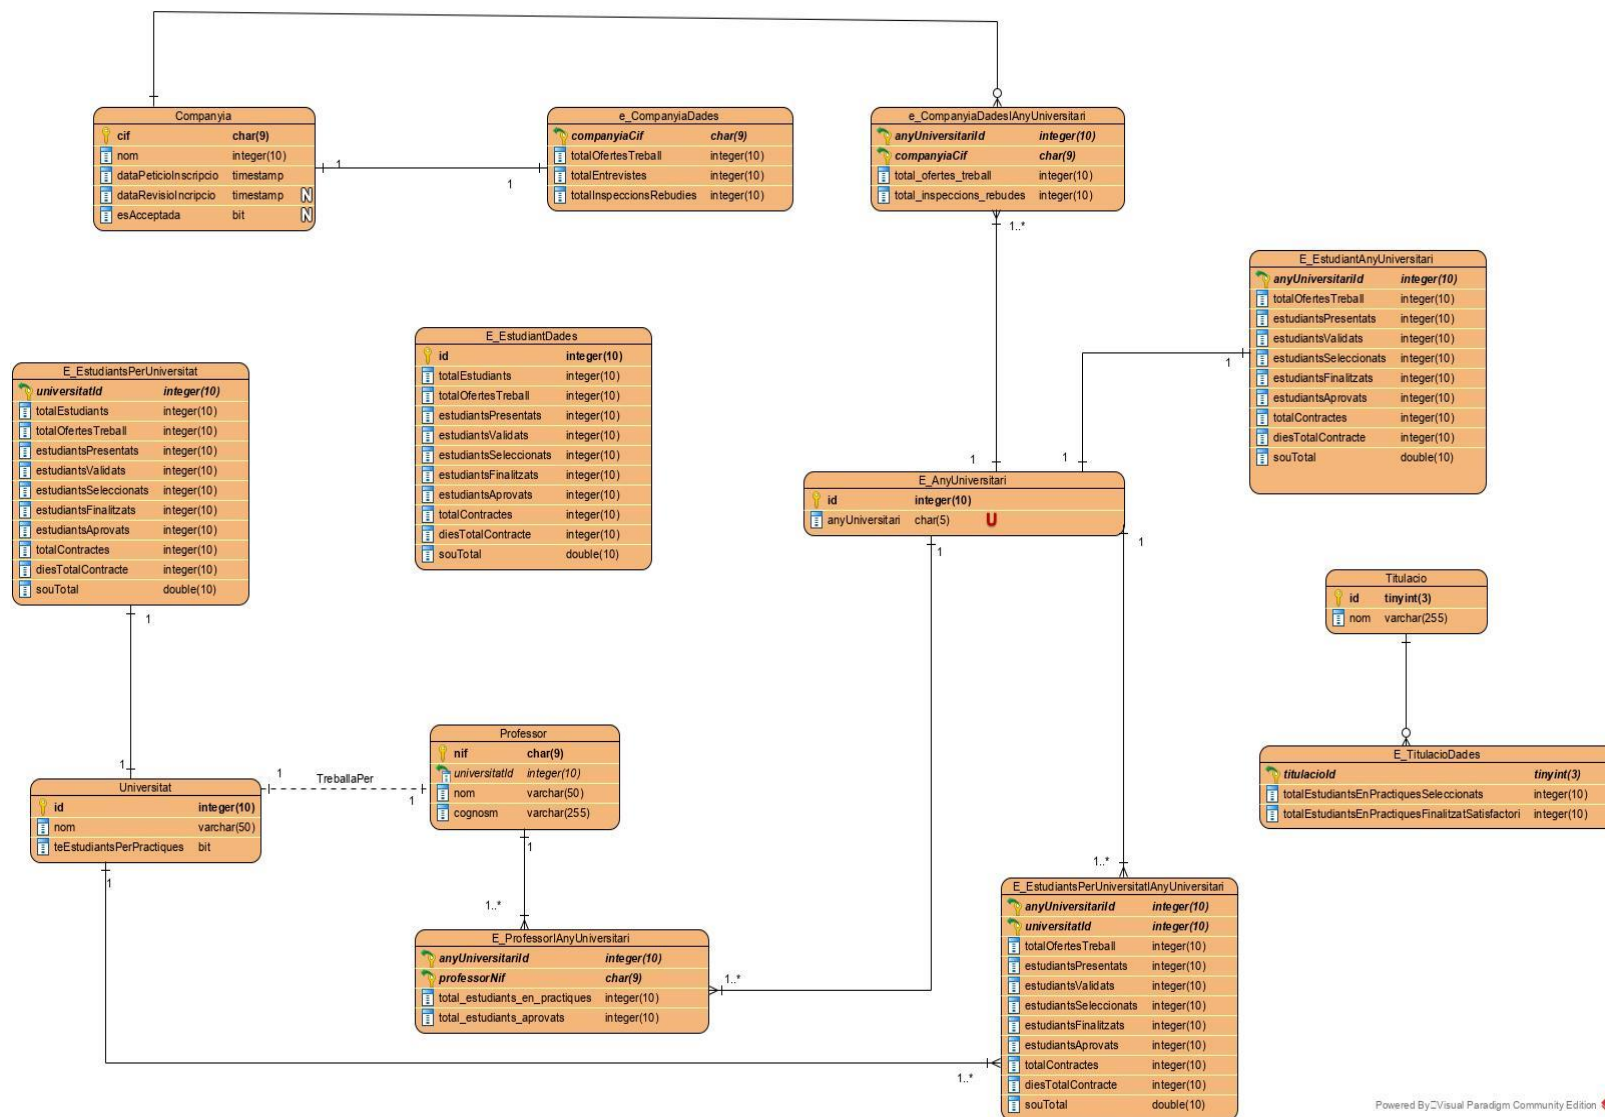 Companyia
cif char(9)
nom integer(10)
dataPeticioInscripcio timestamp
dataRevisioIncripcio timestamp N
esAcceptada bit N
1
1
e_CompanyiaDades
companyiaCif char(9)
totalOfertesTreball integer(10)
totalEntrevistes integer(10)
totalInspeccionsRebudies integer(10)
e_CompanyiaDadesIAnyUniversitari
anyUniversitariId integer(10)
companyiaCif char(9)
total_ofertes_treball integer(10)
total_inspeccions_rebudes integer(10)
1..*
1
E_EstudiantAnyUniversitari
anyUniversitariId integer(10)
totalOfertesTreball integer(10)
estudiantsPresentats integer(10)
estudiantsValidats integer(10)
estudiantsSeleccionats integer(10)
estudiantsFinalitzats integer(10)
estudiantsAprovats integer(10)
totalContractes integer(10)
diesTotalContracte integer(10)
souTotal double(10)
1
1
E_EstudiantDades
id integer(10)
totalEstudiants integer(10)
totalOfertesTreball integer(10)
estudiantsPresentats integer(10)
estudiantsValidats integer(10)
estudiantsSeleccionats integer(10)
estudiantsFinalitzats integer(10)
estudiantsAprovats integer(10)
totalContractes integer(10)
diesTotalContracte integer(10)
souTotal double(10)
E_EstudiantsPerUniversitat
universitatId integer(10)
totalEstudiants integer(10)
totalOfertesTreball integer(10)
estudiantsPresentats integer(10)
estudiantsValidats integer(10)
estudiantsSeleccionats integer(10)
estudiantsFinalitzats integer(10)
estudiantsAprovats integer(10)
totalContractes integer(10)
diesTotalContracte integer(10)
souTotal double(10)
1
1
E_AnyUniversitari
id integer(10)
anyUniversitari char(5) U
1
1
Titulacio
id tinyint(3)
nom varchar(255)
E_TitulacioDades
titulacioId tinyint(3)
totalEstudiantsEnPractiquesSeleccionats integer(10)
totalEstudiantsEnPractiquesFinalitzatSatisfactori integer(10)
Universitat
id integer(10)
nom varchar(50)
teEstudiantsPerPractiques bit
1
TreballaPer
1
1
Professor
nif char(9)
universitatId integer(10)
nom varchar(50)
cognosm varchar(255)
1
1..*
E_ProfessorIAnyUniversitari
anyUniversitariId integer(10)
professorNif char(9)
total_estudiants_en_practiques integer(10)
total_estudiants_aprovats integer(10)
1..*
1..*
E_EstudiantsPerUniversitatIAnyUniversitari
anyUniversitariId integer(10)
universitatId integer(10)
totalOfertesTreball integer(10)
estudiantsPresentats integer(10)
estudiantsValidats integer(10)
estudiantsSeleccionats integer(10)
estudiantsFinalitzats integer(10)
estudiantsAprovats integer(10)
totalContractes integer(10)
diesTotalContracte integer(10)
souTotal double(10)
1..*
Powered By Visual Paradigm Community Edition